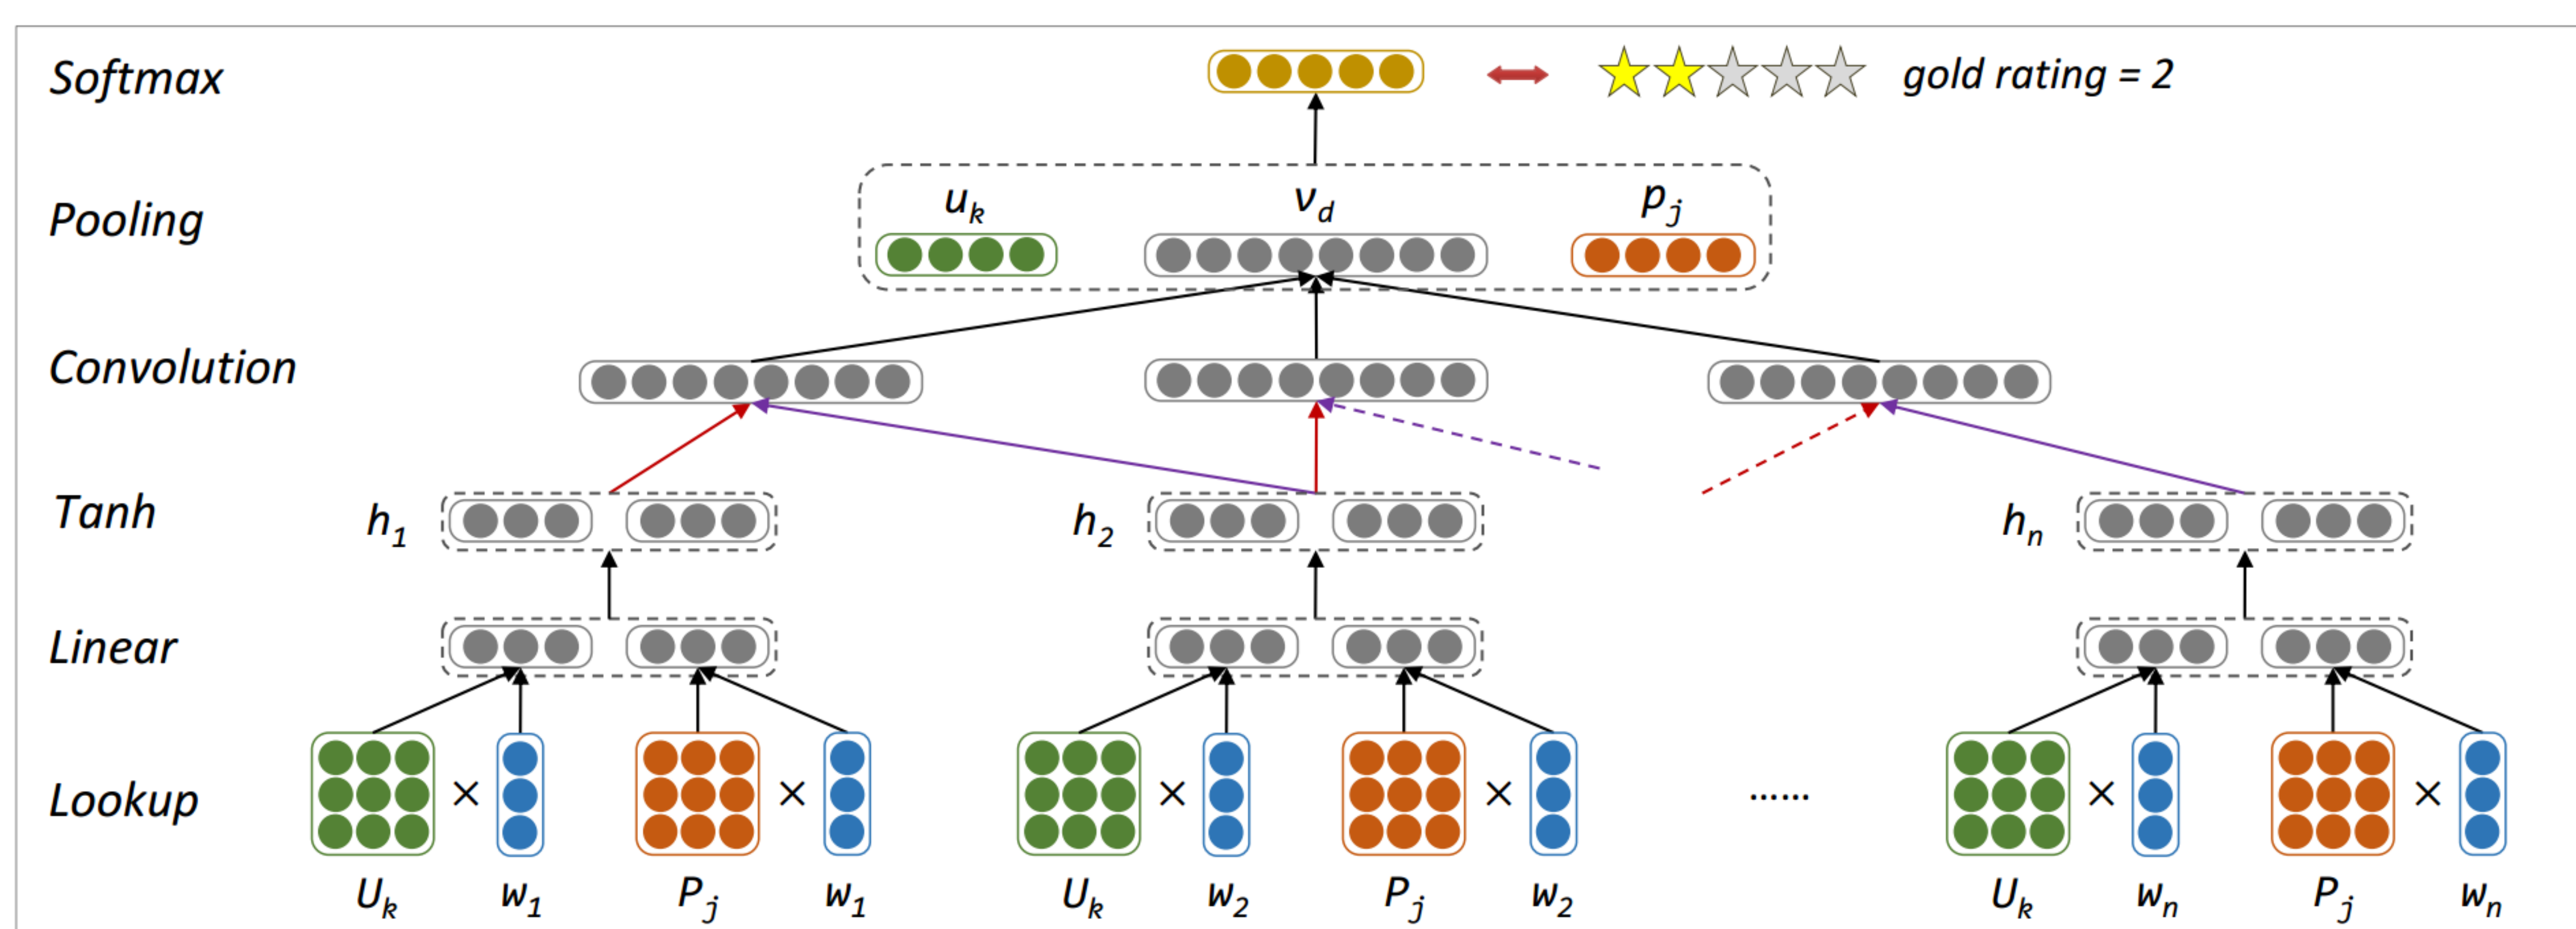 Softmax gold rating = 2
Pooling u_k v_d p_j
Convolution
Tanh h_1 h_2 h_n
Linear
Lookup × × × × ...... × ×
U_k w_1 P_j w_1 U_k w_2 P_j w_2 U_k w_n P_j w_n